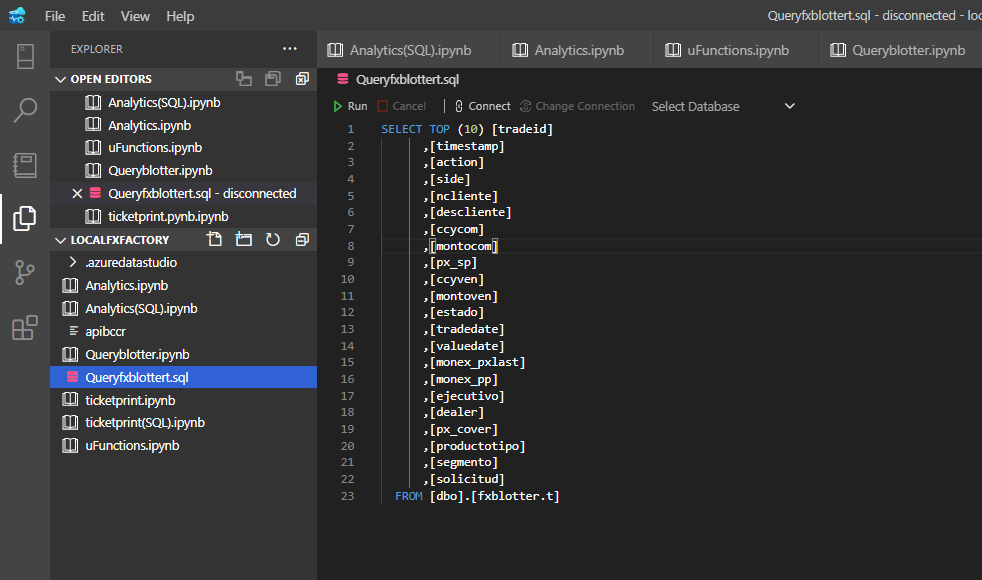 File Edit View Help
Queryfxblottert.sql - disconnected - loc
EXPLORER ...
OPEN EDITORS
Analytics(SQL).ipynb
Analytics.ipynb
uFunctions.ipynb
Queryblotter.ipynb
Queryfxblottert.sql - disconnected
ticketprint.pynb.ipynb
LOCALFXFACTORY
.azuredatastudio
Analytics.ipynb
Analytics(SQL).ipynb
apibccr
Queryblotter.ipynb
Queryfxblottert.sql
ticketprint.ipynb
ticketprint(SQL).ipynb
uFunctions.ipynb
Analytics(SQL).ipynb Analytics.ipynb uFunctions.ipynb Queryblotter.ipynb
Queryfxblottert.sql
Run Cancel Connect Change Connection Select Database
1 SELECT TOP (10) [tradeid]
2 ,[timestamp]
3 ,[action]
4 ,[side]
5 ,[ncliente]
6 ,[descliente]
7 ,[ccycom]
8 ,[montocom]
9 ,[px_sp]
10 ,[ccyven]
11 ,[montoven]
12 ,[estado]
13 ,[tradedate]
14 ,[valuedate]
15 ,[monex_pxlast]
16 ,[monex_pp]
17 ,[ejecutivo]
18 ,[dealer]
19 ,[px_cover]
20 ,[productotipo]
21 ,[segmento]
22 ,[solicitud]
23 FROM [dbo].[fxblotter.t]